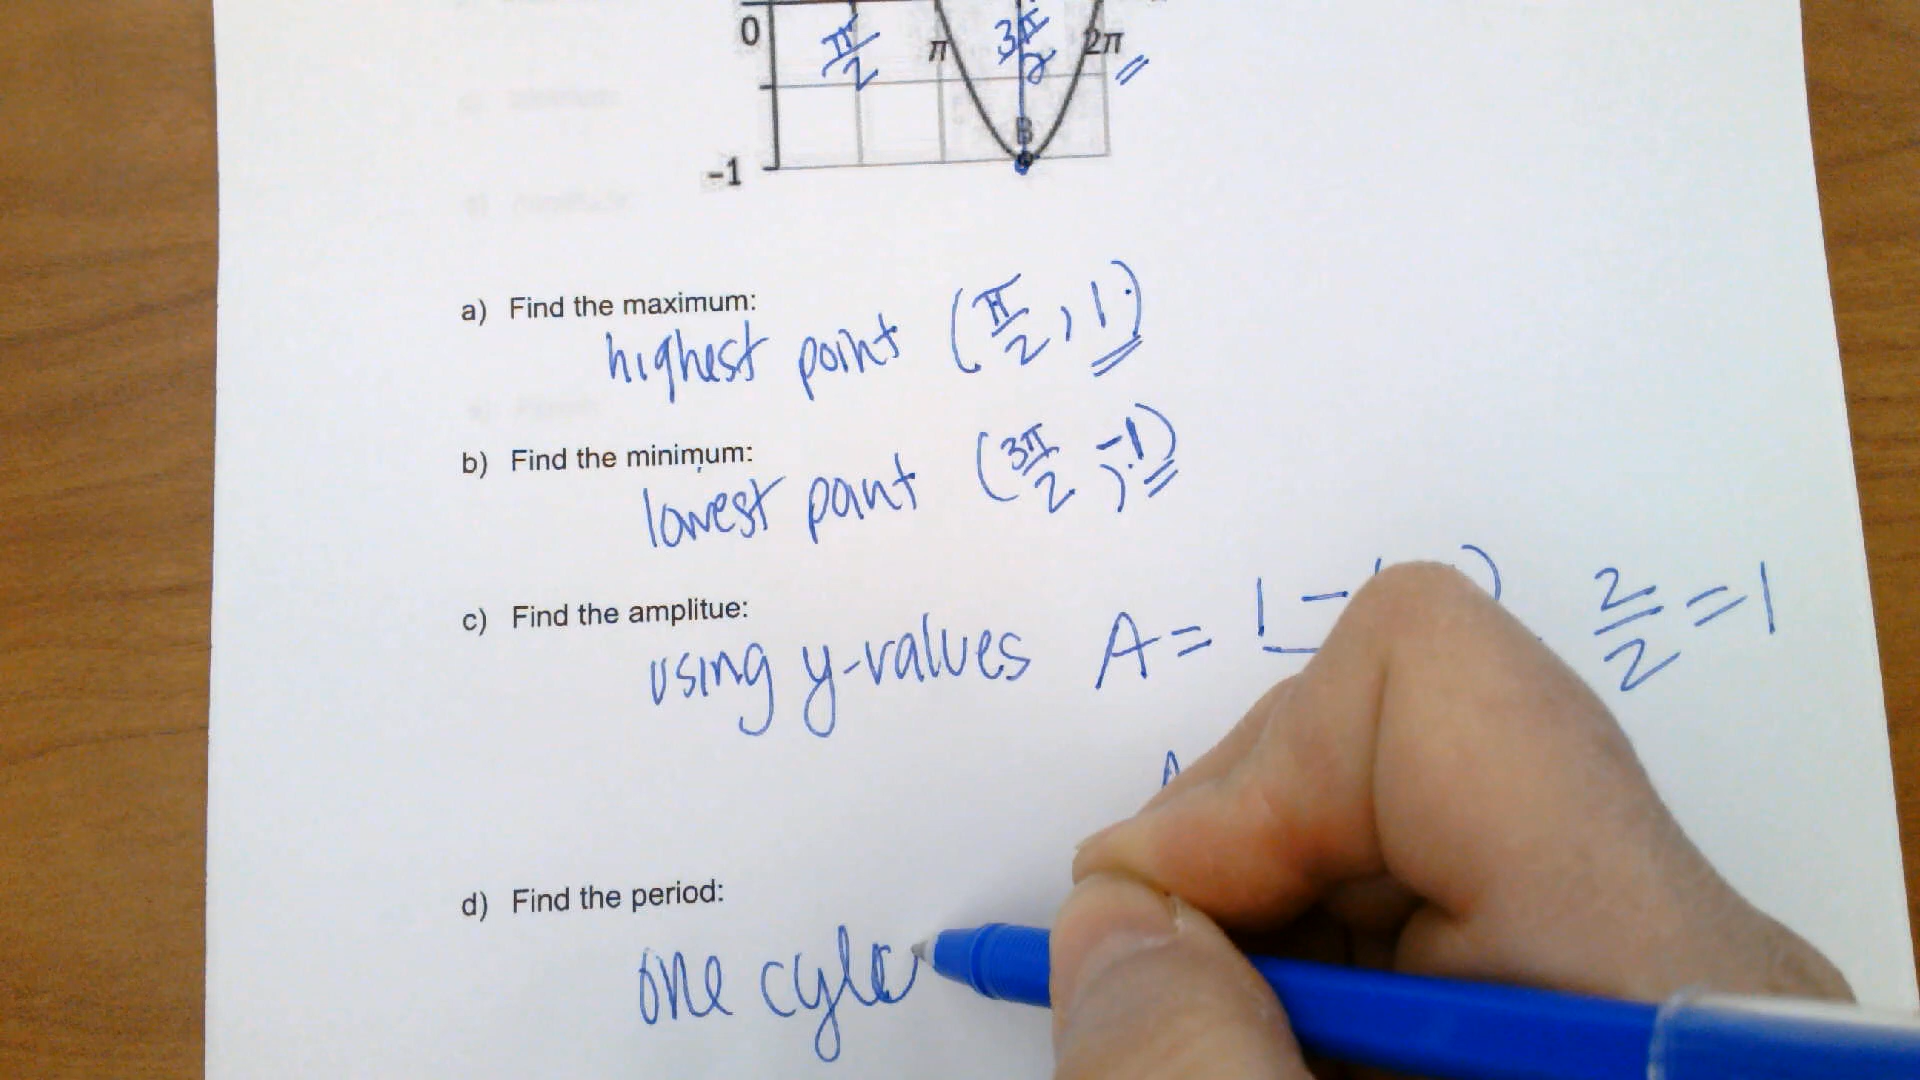 0 π/2 π 3π/2 2π
B
-1
a) Find the maximum:
highest point (π/2, 1)
b) Find the minimum:
lowest point (3π/2, -1)
c) Find the amplitue:
using y-values A = 1 - 2/2 = 1
A
d) Find the period:
one cyle